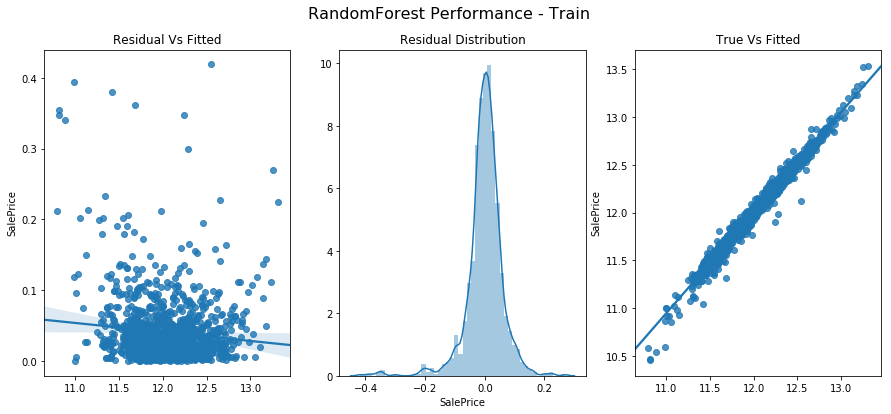 RandomForest Performance - Train
Residual Vs Fitted
Residual Distribution
True Vs Fitted
SalePrice
0.4
0.3
0.2
0.1
0.0
11.0 11.5 12.0 12.5 13.0
10
8
6
4
2
0
−0.4 −0.2 0.0 0.2
SalePrice
SalePrice
13.5
13.0
12.5
12.0
11.5
11.0
10.5
11.0 11.5 12.0 12.5 13.0